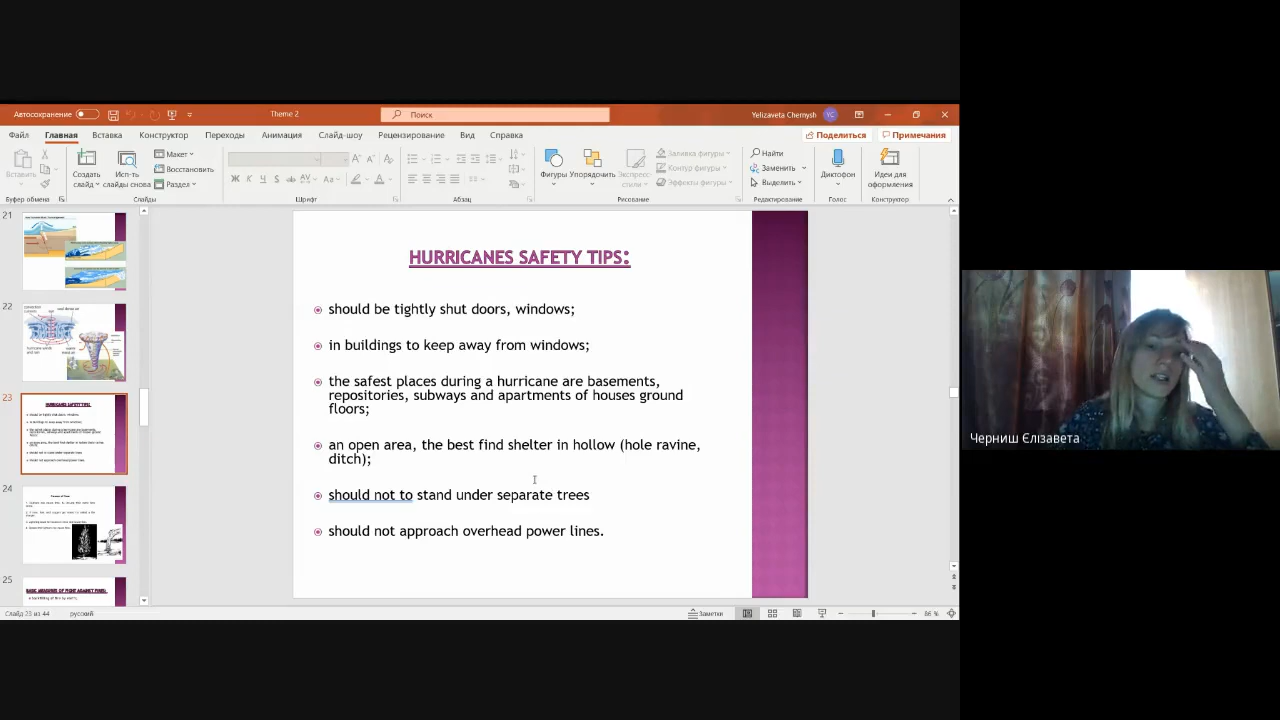 Автосохранение
Theme 2
Поиск
Yelizaveta Chernysh
YC
Файл Главная Вставка Конструктор Переходы Анимация Слайд-шоу Рецензирование Вид Справка
Поделиться Примечания
Вставить
Создать слайд
Исп-ть слайды снова
Макет
Восстановить
Раздел
Фигуры
Упорядочить
Экспресс-стили
Заливка фигуры
Контур фигуры
Эффекты фигуры
Найти
Заменить
Выделить
Диктофон
Идеи для оформления
Буфер обмена Слайды Шрифт Абзац Рисование Редактирование Голос Конструктор
21
22
23
24
25
HURRICANES SAFETY TIPS:
should be tightly shut doors, windows;
in buildings to keep away from windows;
the safest places during a hurricane are basements,
repositories, subways and apartments of houses ground
floors;
an open area, the best find shelter in hollow (hole ravine,
ditch);
should not to stand under separate trees
should not approach overhead power lines.
Черниш Єлізавета
Слайд 23 из 44 русский
Заметки
86 %